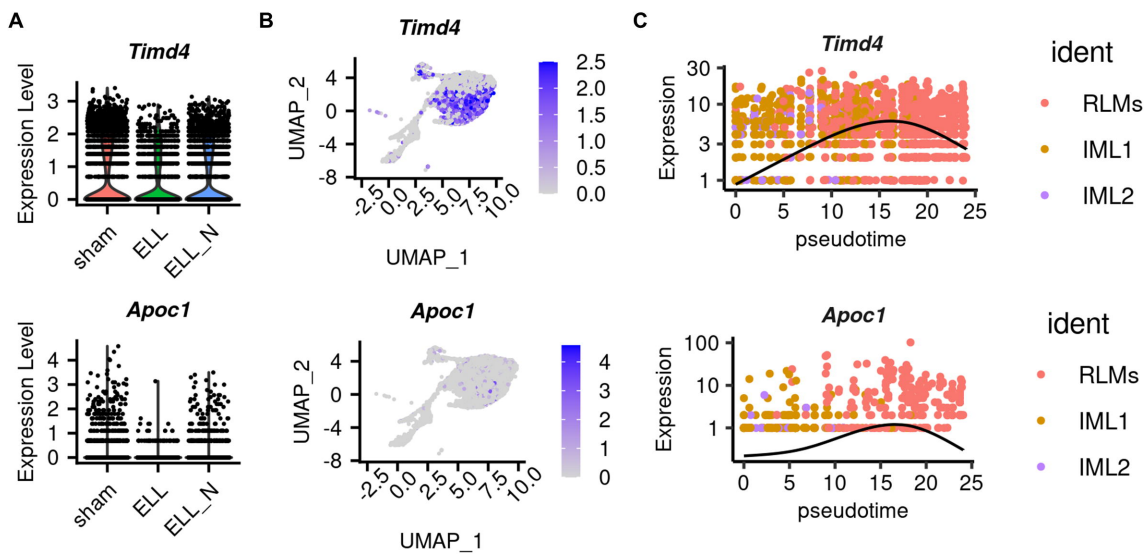 A
Timd4
Expression Level
3
2
1
0
sham
ELL
ELL_N
Apoc1
Expression Level
4
3
2
1
0
sham
ELL
ELL_N
B
Timd4
UMAP_2
4
0
-4
-8
-2.5
0.0
2.5
5.0
7.5
10.0
UMAP_1
2.5
2.0
1.5
1.0
0.5
0.0
Apoc1
UMAP_2
4
0
-4
-8
-2.5
0.0
2.5
5.0
7.5
10.0
UMAP_1
4
3
2
1
0
C
Timd4
Expression
30
10
3
1
0
5
10
15
20
25
pseudotime
ident
RLMs
IML1
IML2
Apoc1
Expression
100
10
1
0
5
10
15
20
25
pseudotime
ident
RLMs
IML1
IML2